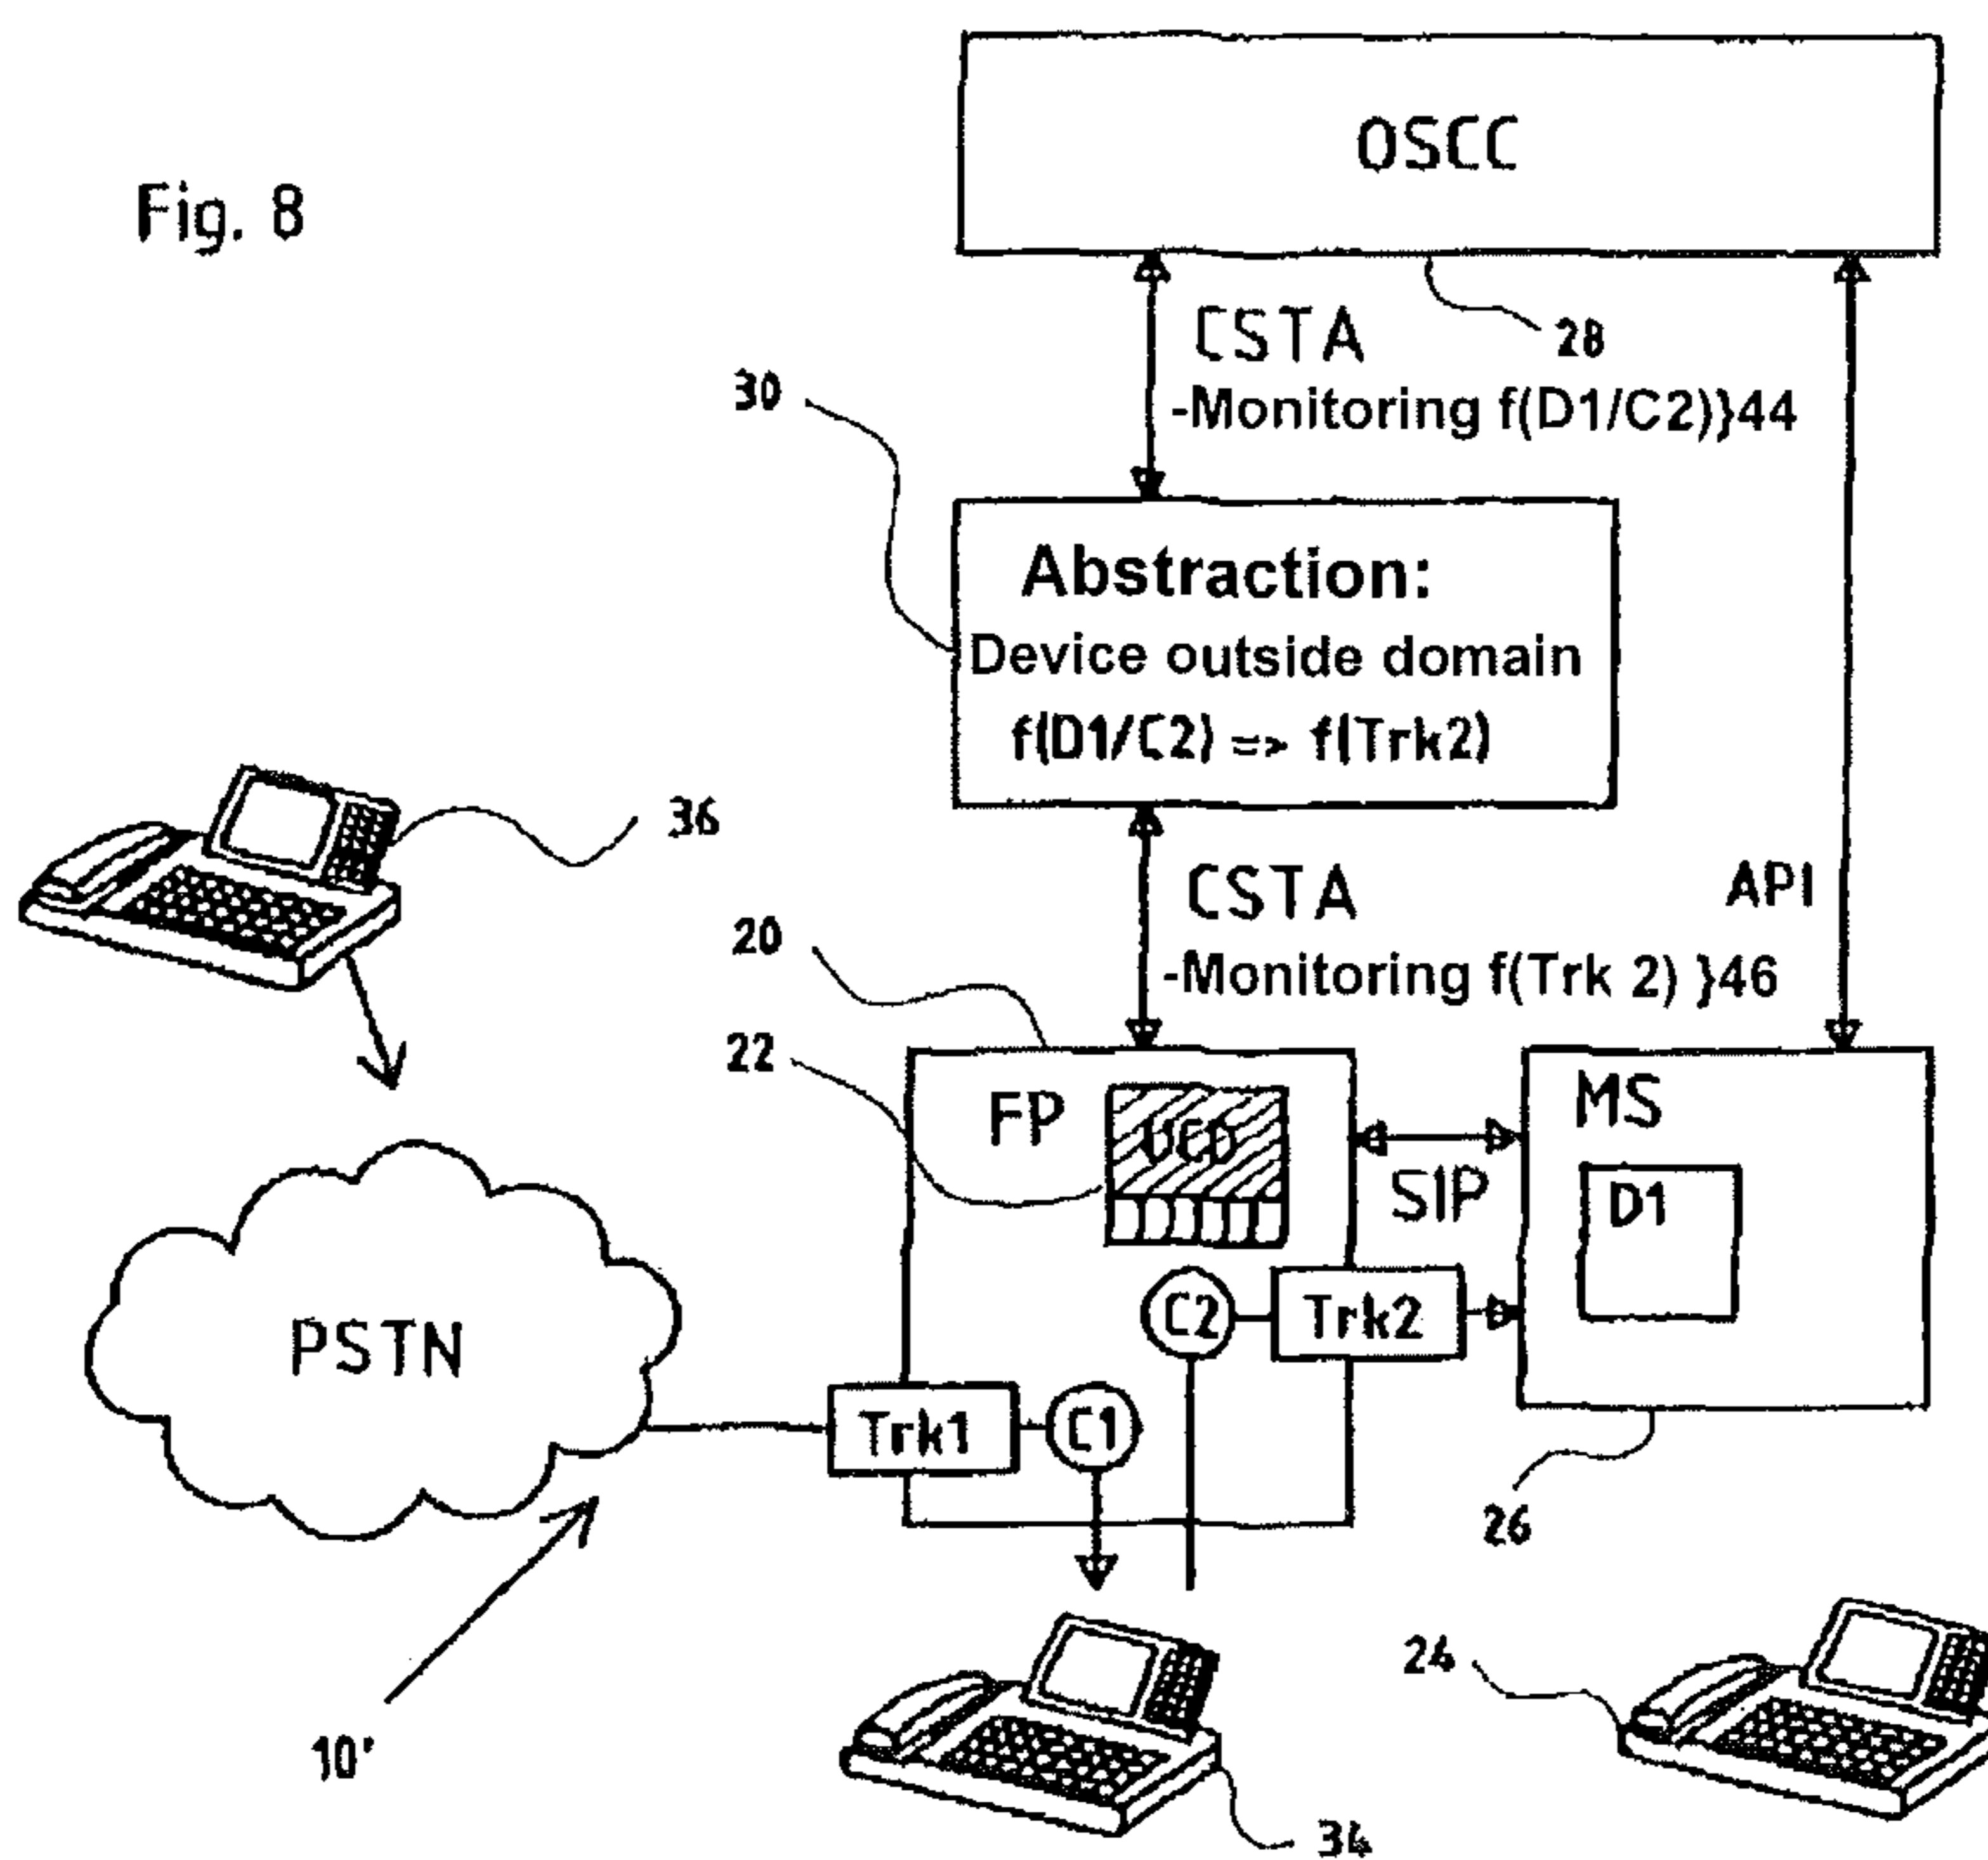 Fig. 8
OSCC
28
CSTA
-Monitoring f(D1/C2)}44
30
Abstraction:
Device outside domain
f(D1/C2) => f(Trk2)
36
CSTA
-Monitoring f(Trk 2) }46
API
20
22
FP
UCD
MS
SIP
D1
C2
Trk2
PSTN
Trk1
C1
26
10'
24
34